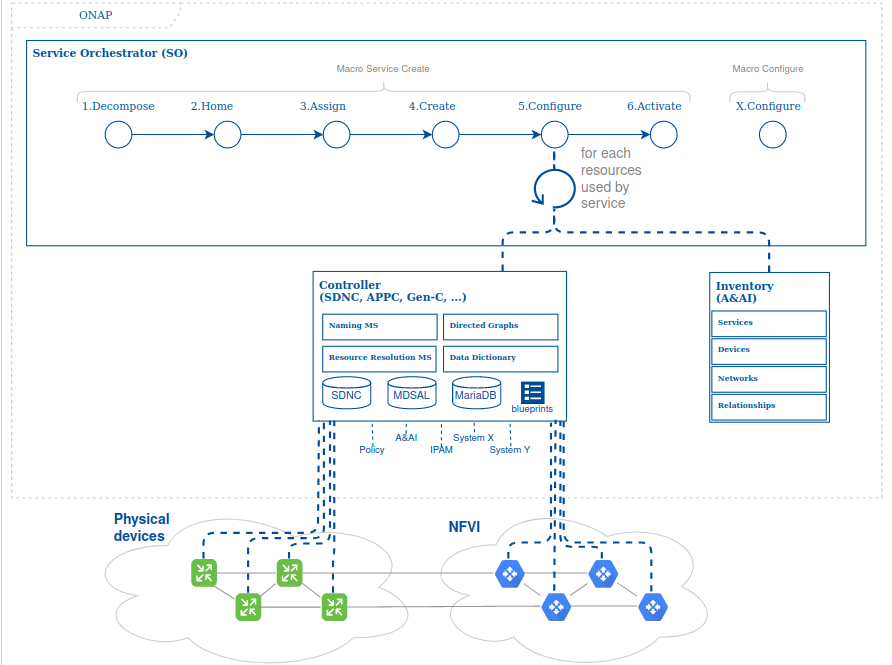 ONAP
Service Orchestrator (SO)
Macro Service Create
Macro Configure
1.Decompose
2.Home
3.Assign
4.Create
5.Configure
6.Activate
X.Configure
for each
resources
used by
service
Controller
(SDNC, APPC, Gen-C, ...)
Naming MS
Directed Graphs
Resource Resolution MS
Data Dictionary
SDNC
MDSAL
MariaDB
blueprints
Policy
A&AI
IPAM
System X
System Y
Inventory
(A&AI)
Services
Devices
Networks
Relationships
Physical
devices
NFVI